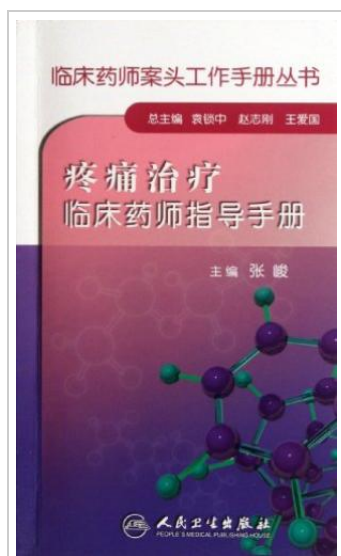 临床药师案头工作手册丛书
总主编 袁锁中 赵志刚 王爱国
疼痛治疗
临床药师指导手册
主编 张峻
人民卫生出版社
PEOPLE'S MEDICAL PUBLISHING HOUSE